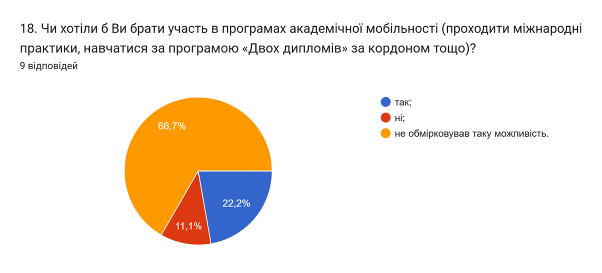 18. Чи хотіли б Ви брати участь в програмах академічної мобільності (проходити міжнародні
практики, навчатися за програмою «Двох дипломів» за кордоном тощо)?
9 відповідей
так;
ні;
не обмірковував таку можливість.
66,7%
22,2%
11,1%